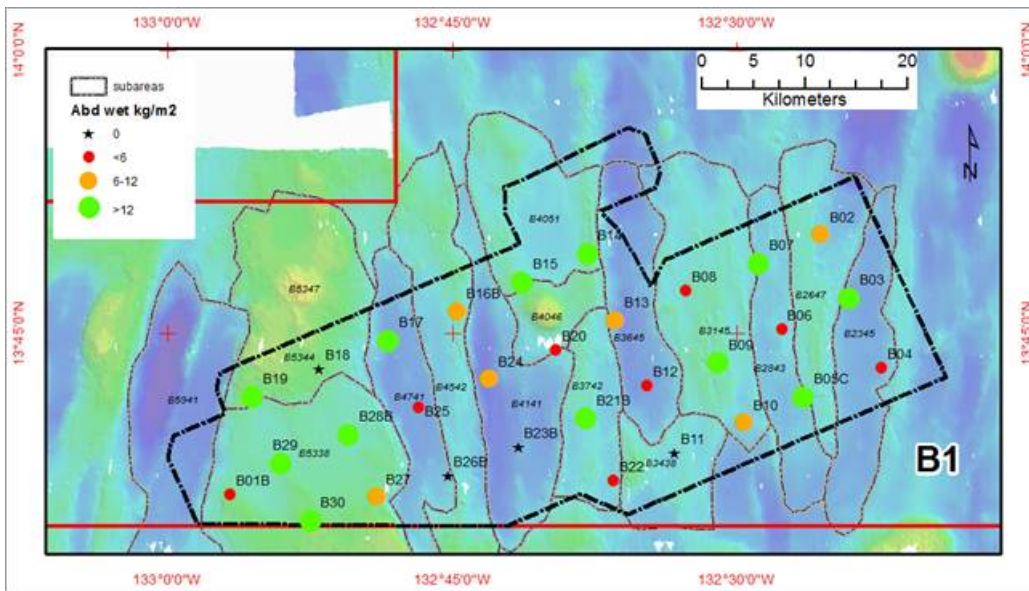 133°0'0"W 132°45'0"W 132°30'0"W
14°0'0"N
14°0'0"N
subareas
Abd wet kg/m2
0
<6
6-12
>12
0 5 10 20
Kilometers
N
B4051
B02
B14
B07
B5347
B15
B08
B03
B16B
B2647
B13
B4046
B17
B06
B2345
13°45'0"N
13°45'0"N
B3645
B3145
B20
B18
B5344
B09
B04
B24
B2843
B12
B19
B4542
B3742
B05C
B4741
B25
B4141
B5941
B21B
B28B
B10
B23B
B11
B29
B5338
B3438
B26B
B22
B1
B01B
B27
B30
133°0'0"W 132°45'0"W 132°30'0"W